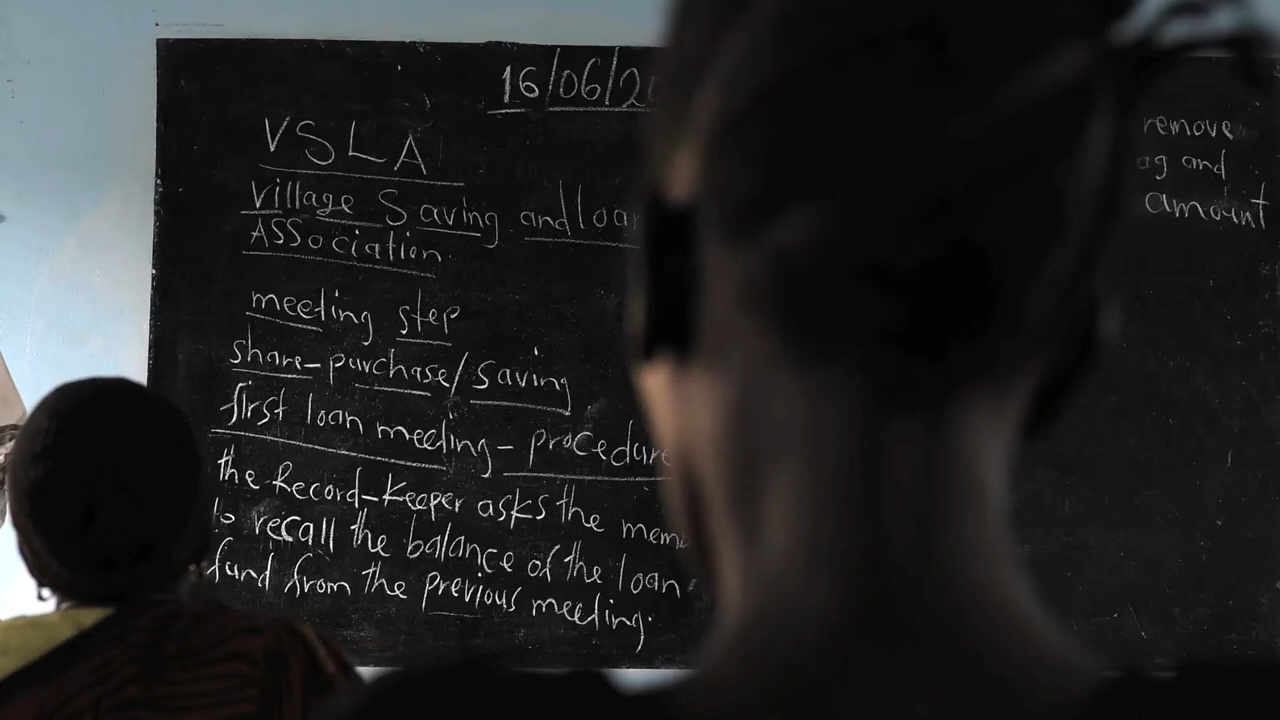 16/06/20
VSLA
Village Saving and loan
ASSociation.
meeting step
share-purchase/saving
first loan meeting-procedure
the Record-Keeper asks the
to recall the balance of the loan
fund from the previous meeting.
remove
and
amount